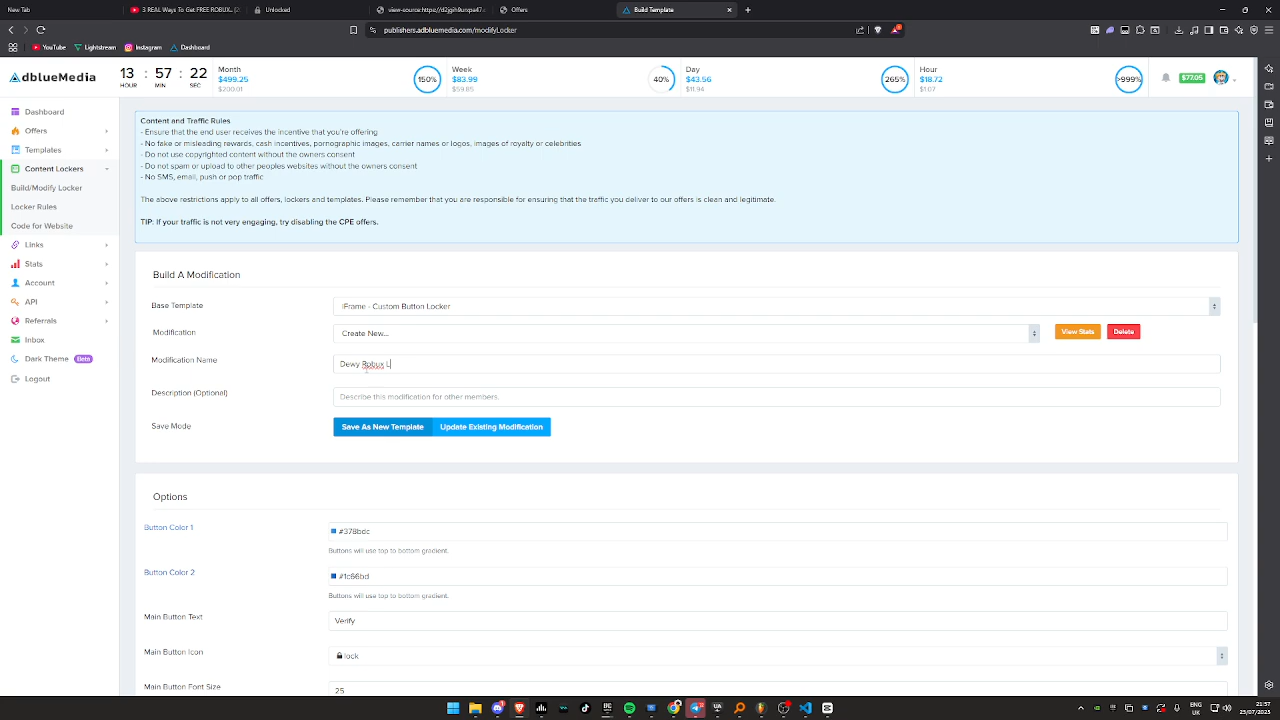 New Tab
3 REAL Ways To Get FREE ROBUX
Unlocked
view-source:https://d2jgih9urxpa47
Offers
Build Template
publishers.adbluemedia.com/modifyLocker
YouTube
Lightstream
Instagram
Dashboard
AdblueMedia
13 : 57 : 22
HOUR MIN SEC
Month
$499.25
$200.01
150%
Week
$83.99
$59.85
40%
Day
$43.56
$11.94
265%
Hour
$18.72
$1.07
>999%
$77.05
Dashboard
Offers
Templates
Content Lockers
Build/Modify Locker
Locker Rules
Code for Website
Links
Stats
Account
API
Referrals
Inbox
Dark Theme Beta
Logout
Content and Traffic Rules
- Ensure that the end user receives the incentive that you're offering
- No fake or misleading rewards, cash incentives, pornographic images, carrier names or logos, images of royalty or celebrities
- Do not use copyrighted content without the owners consent
- Do not spam or upload to other peoples websites without the owners consent
- No SMS, email, push or pop traffic
The above restrictions apply to all offers, lockers and templates. Please remember that you are responsible for ensuring that the traffic you deliver to our offers is clean and legitimate.
TIP: If your traffic is not very engaging, try disabling the CPE offers.
Build A Modification
Base Template
IFrame - Custom Button Locker
Modification
Create New...
View Stats
Delete
Modification Name
Dewy Robux L
Description (Optional)
Describe this modification for other members.
Save Mode
Save As New Template
Update Existing Modification
Options
Button Color 1
#378bdc
Buttons will use top to bottom gradient.
Button Color 2
#1c66bd
Buttons will use top to bottom gradient.
Main Button Text
Verify
Main Button Icon
lock
Main Button Font Size
25
ENG
UK
21:57
25/07/2025